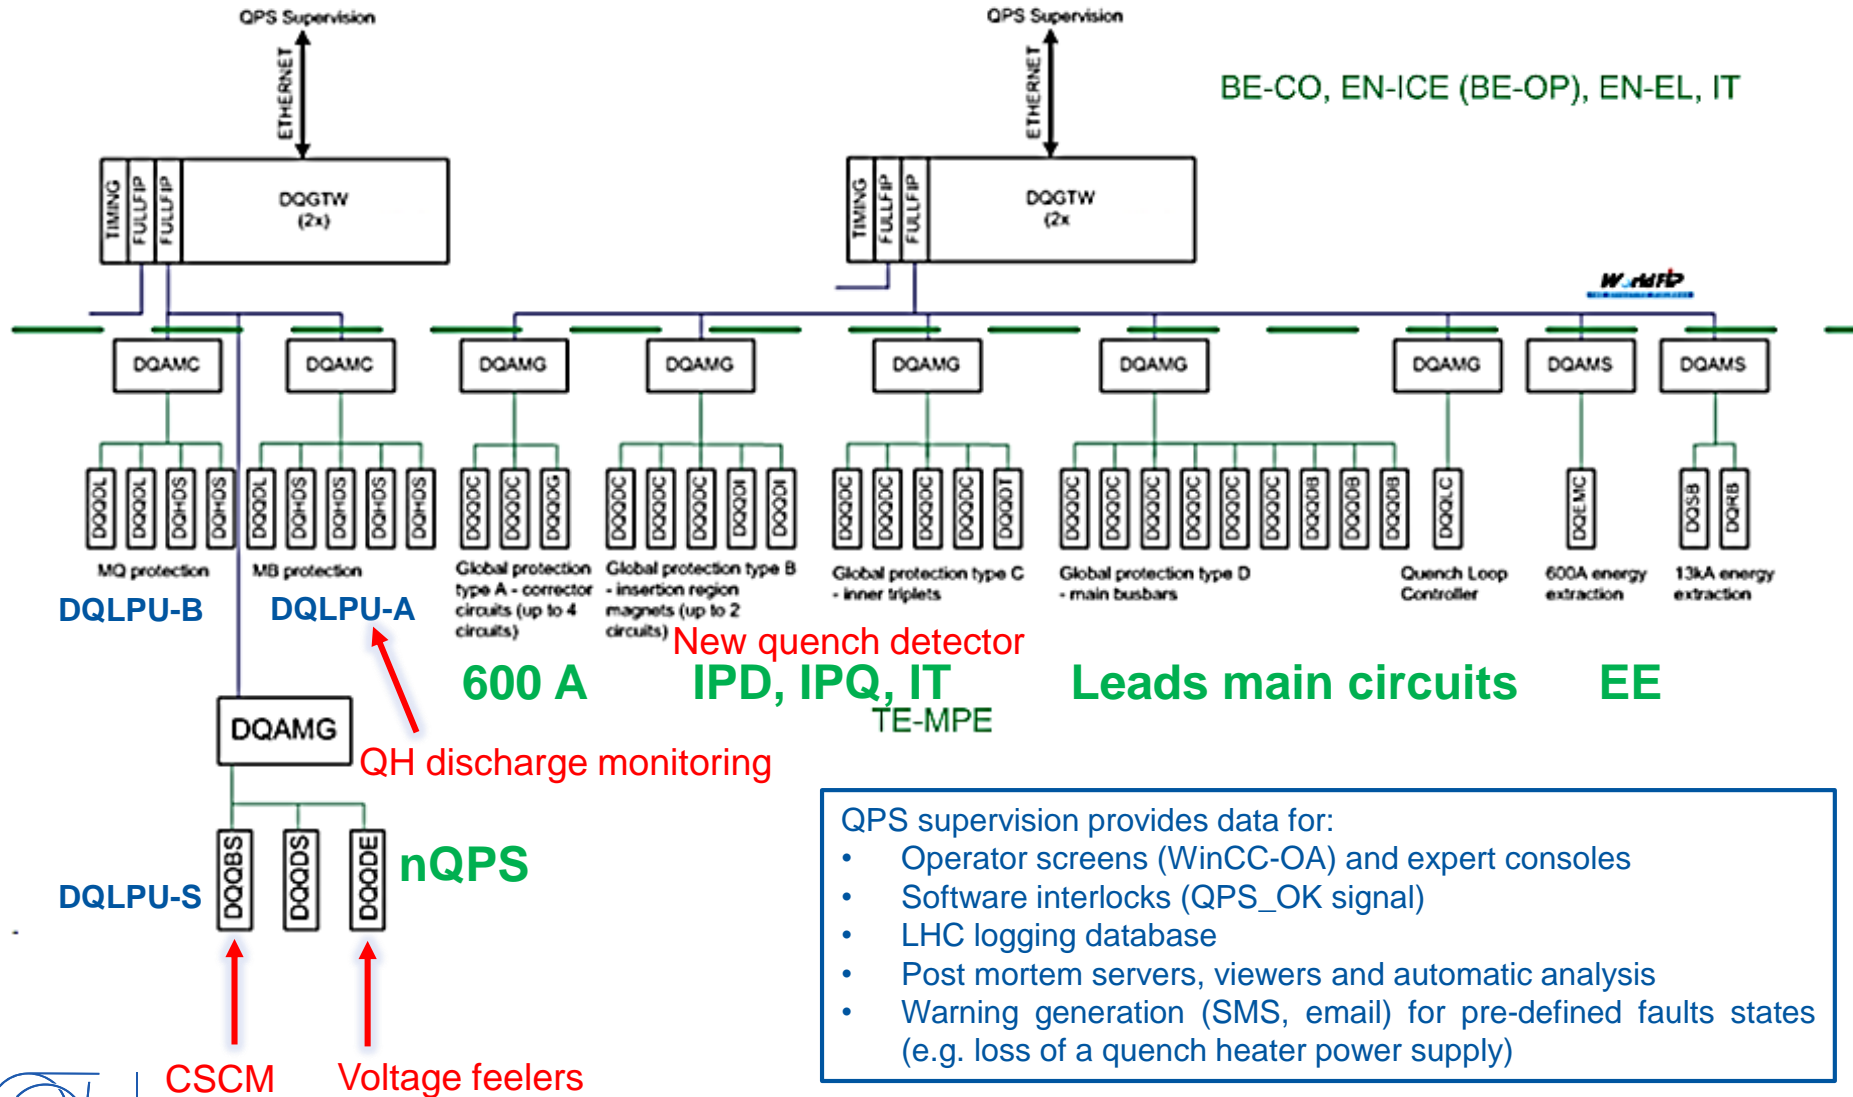 QPS Supervision
QPS Supervision
ETHERNET
ETHERNET
BE-CO, EN-ICE (BE-OP), EN-EL, IT
TIMING
FULLFIP
FULLFIP
DQGTW
(2x)
TIMING
FULLFIP
FULLFIP
DQGTW
(2x
WorldFIP
DQAMC
DQAMC
DQAMG
DQAMG
DQAMG
DQAMG
DQAMG
DQAMS
DQAMS
DQQDL
DQQDL
DQHDS
DQHDS
DQQDL
DQHDS
DQHDS
DQHDS
DQHDS
DQQDC
DQQDC
DQQDG
DQQDC
DQQDC
DQQDC
DQQDI
DQQDI
DQQDC
DQQDC
DQQDC
DQQDC
DQQDT
DQQDC
DQQDC
DQQDC
DQQDC
DQQDC
DQQDC
DQQDB
DQQDB
DQQDB
DQQLC
DQEMC
DQSB
DQRB
MQ protection
MB protection
Global protection
type A - corrector
circuits (up to 4
circuits)
Global protection type B
- insertion region
magnets (up to 2
circuits)
Global protection type C
- inner triplets
Global protection type D
- main busbars
Quench Loop
Controller
600A energy
extraction
13kA energy
extraction
DQLPU-B
DQLPU-A
New quench detector
600 A
IPD, IPQ, IT
Leads main circuits
EE
TE-MPE
DQAMG
QH discharge monitoring
DQQBS
DQQDS
DQQDE
nQPS
DQLPU-S
CSCM
Voltage feelers
QPS supervision provides data for:
• Operator screens (WinCC-OA) and expert consoles
• Software interlocks (QPS_OK signal)
• LHC logging database
• Post mortem servers, viewers and automatic analysis
• Warning generation (SMS, email) for pre-defined faults states
(e.g. loss of a quench heater power supply)